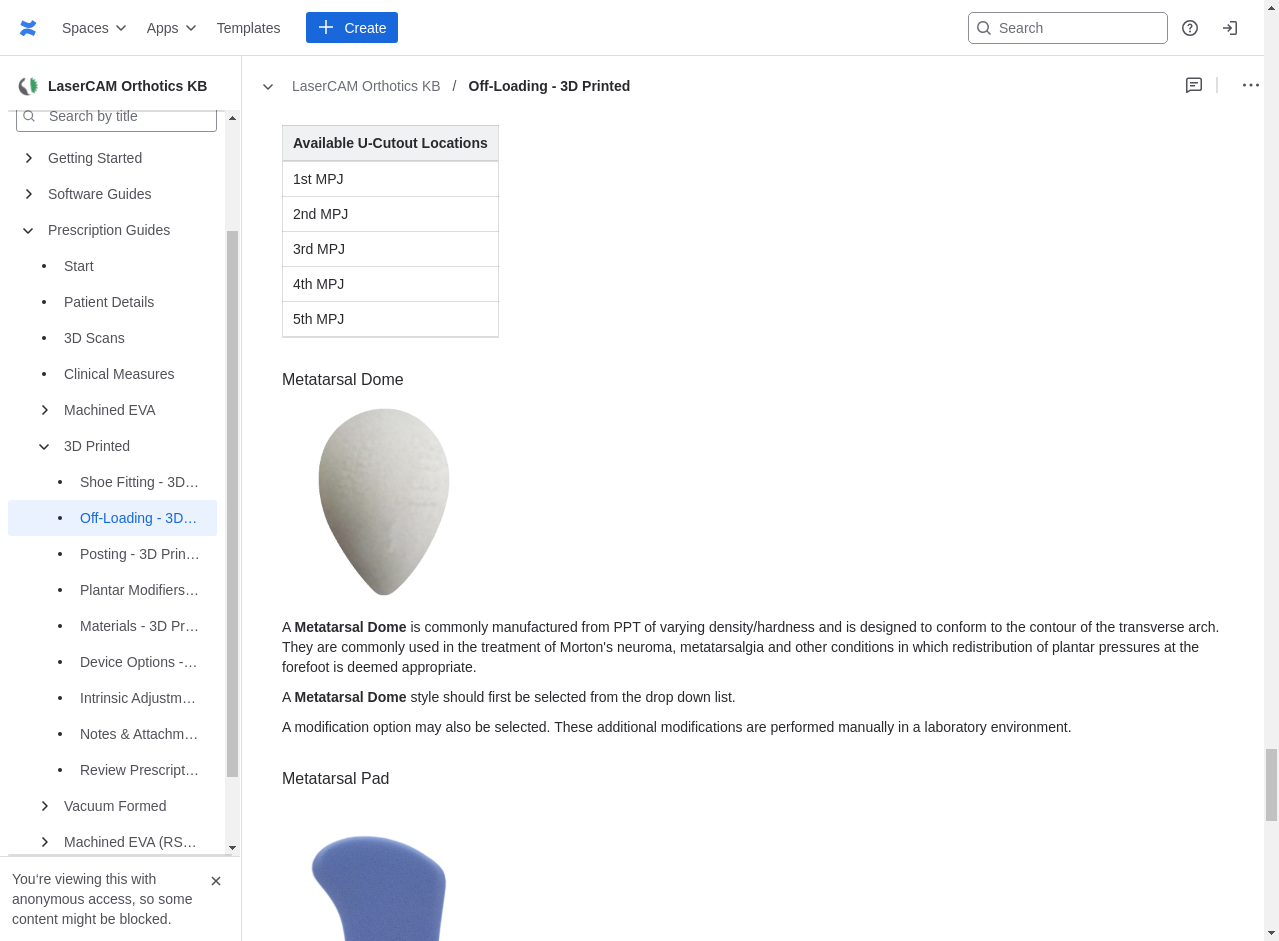 Spaces Apps Templates Create Search
LaserCAM Orthotics KB
LaserCAM Orthotics KB / Off-Loading - 3D Printed
Search by title
Getting Started
Software Guides
Prescription Guides
Start
Patient Details
3D Scans
Clinical Measures
Machined EVA
3D Printed
Shoe Fitting - 3D…
Off-Loading - 3D…
Posting - 3D Prin…
Plantar Modifiers…
Materials - 3D Pr…
Device Options -…
Intrinsic Adjustm…
Notes & Attachm…
Review Prescript…
Vacuum Formed
Machined EVA (RS…
You‘re viewing this with
anonymous access, so some
content might be blocked.
Available U-Cutout Locations
1st MPJ
2nd MPJ
3rd MPJ
4th MPJ
5th MPJ
Metatarsal Dome
A Metatarsal Dome is commonly manufactured from PPT of varying density/hardness and is designed to conform to the contour of the transverse arch.
They are commonly used in the treatment of Morton's neuroma, metatarsalgia and other conditions in which redistribution of plantar pressures at the
forefoot is deemed appropriate.
A Metatarsal Dome style should first be selected from the drop down list.
A modification option may also be selected. These additional modifications are performed manually in a laboratory environment.
Metatarsal Pad